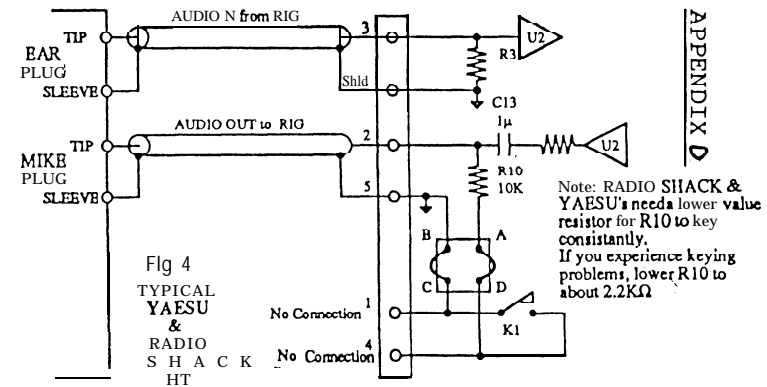 AUDIO N from RIG
TIP
EAR
PLUG
SLEEVE
3
Shld
R3
U2
C13
1μ
AUDIO OUT to RIG
TIP
MIKE
PLUG
SLEEVE
2
5
R10
10K
U2
B
A
C
D
No Connection 1
K1
No Connection 4
FIg 4
TYPICAL
YAESU
&
RADIO
S H A C K
HT
APPENDIX D
Note: RADIO SHACK &
YAESU's needa lower value
resistor for R10 to key
consistantly.
If you experience keying
problems, lower R10 to
about 2.2KΩ